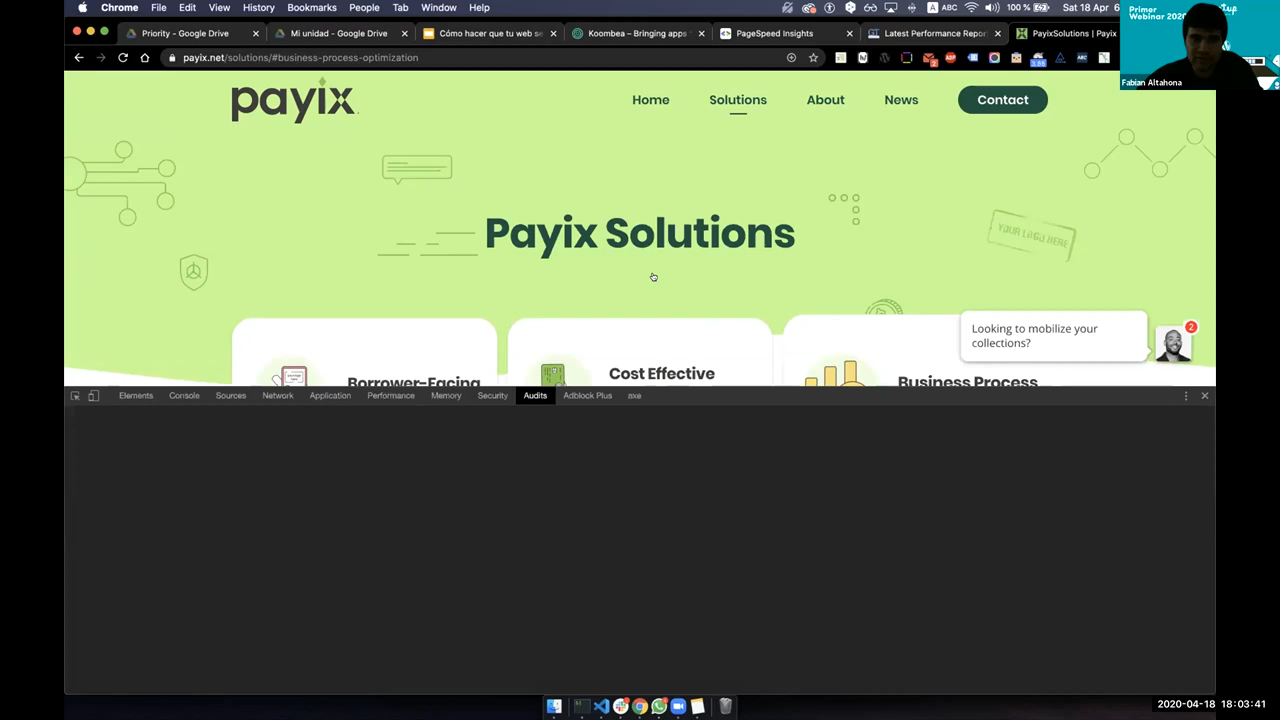 Chrome File Edit View History Bookmarks People Tab Window Help
ABC 100 % Sat 18 Apr 6
Primer
Webinar 2020
Priority - Google Drive
Mi unidad - Google Drive
Cómo hacer que tu web se
Koombea – Bringing apps
PageSpeed Insights
Latest Performance Repor
PayixSolutions | Payix
payix.net/solutions/#business-process-optimization
Fabian Altahona
payix
Home Solutions About News Contact
YOUR LOGO HERE
Payix Solutions
Looking to mobilize your
collections?
2
Borrower-Facing
Cost Effective
Business Process
Elements Console Sources Network Application Performance Memory Security Audits Adblock Plus axe
2020-04-18 18:03:41